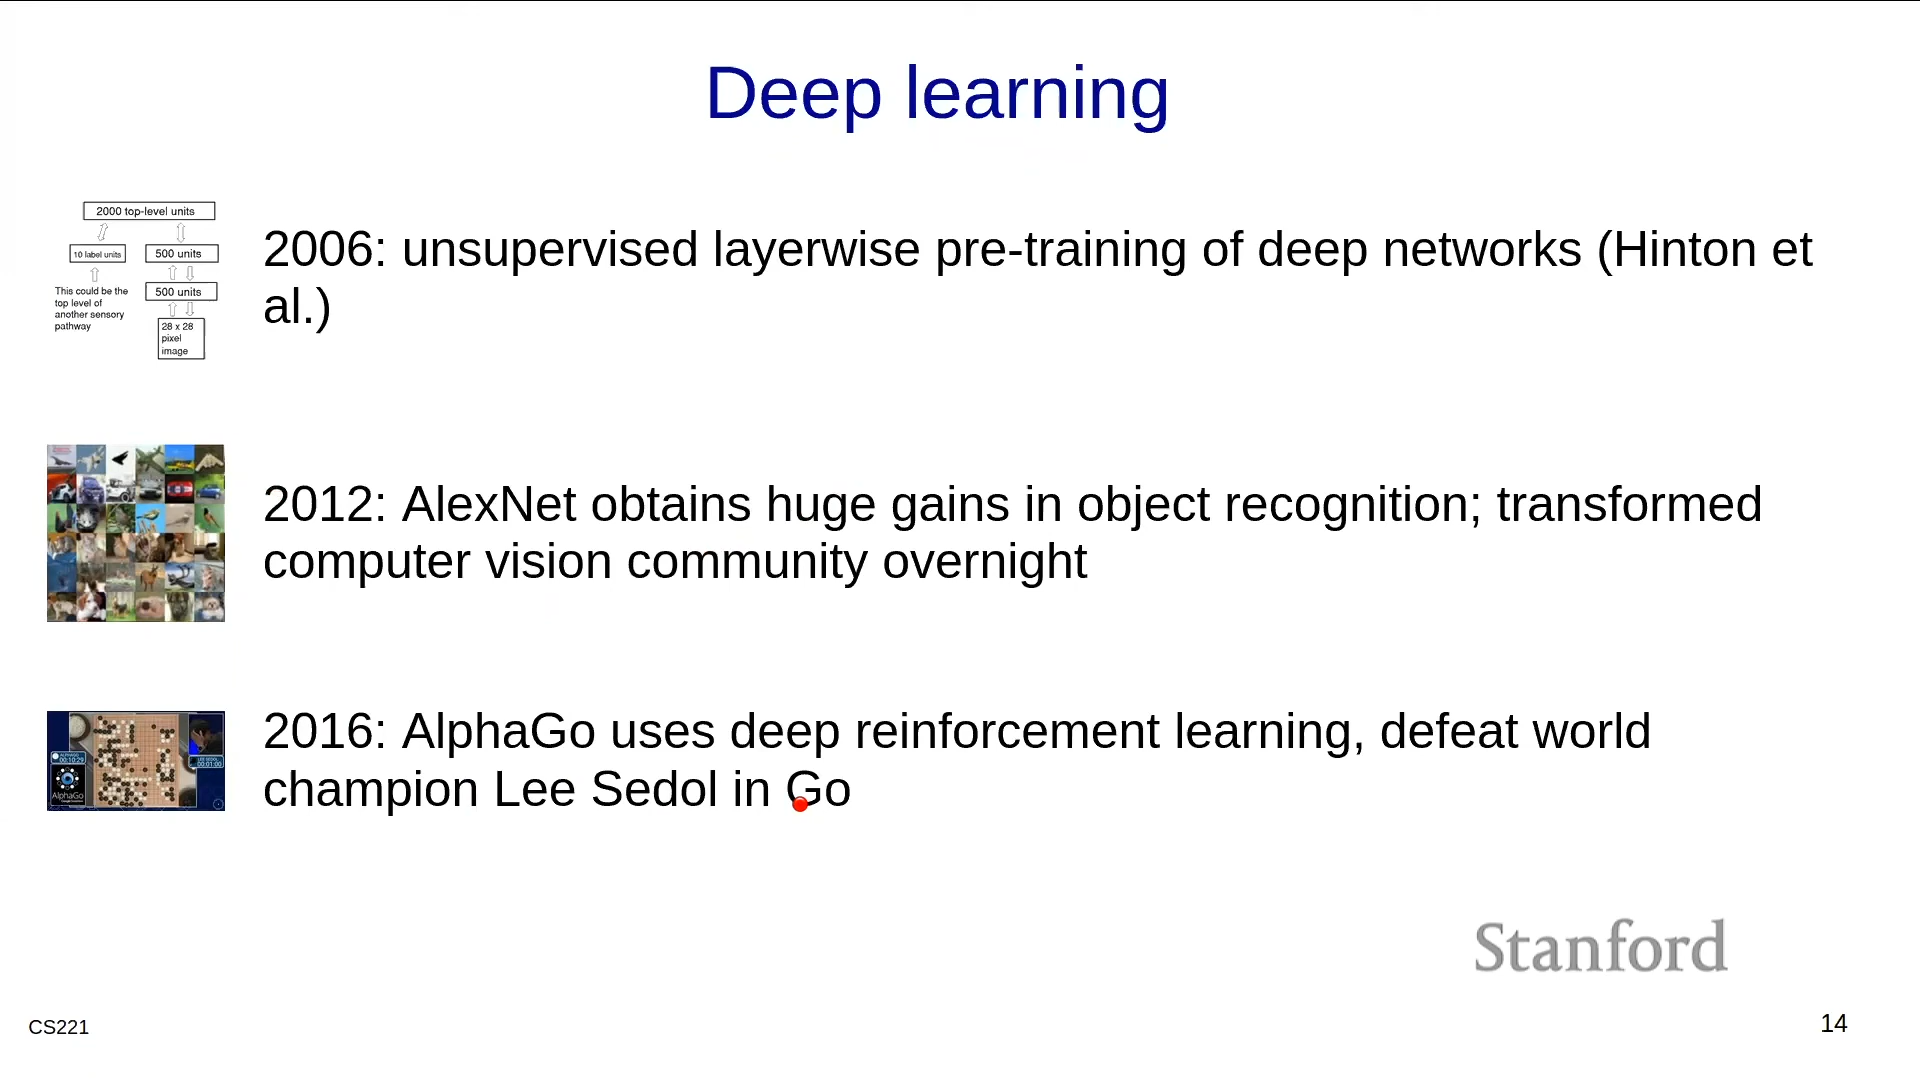 Deep learning
2000 top-level units
10 label units
500 units
This could be the
top level of
another sensory
pathway
500 units
28 x 28
pixel
image
2006: unsupervised layerwise pre-training of deep networks (Hinton et
al.)
2012: AlexNet obtains huge gains in object recognition; transformed
computer vision community overnight
AlphaGo
2016: AlphaGo uses deep reinforcement learning, defeat world
champion Lee Sedol in Go
Stanford
CS221
14